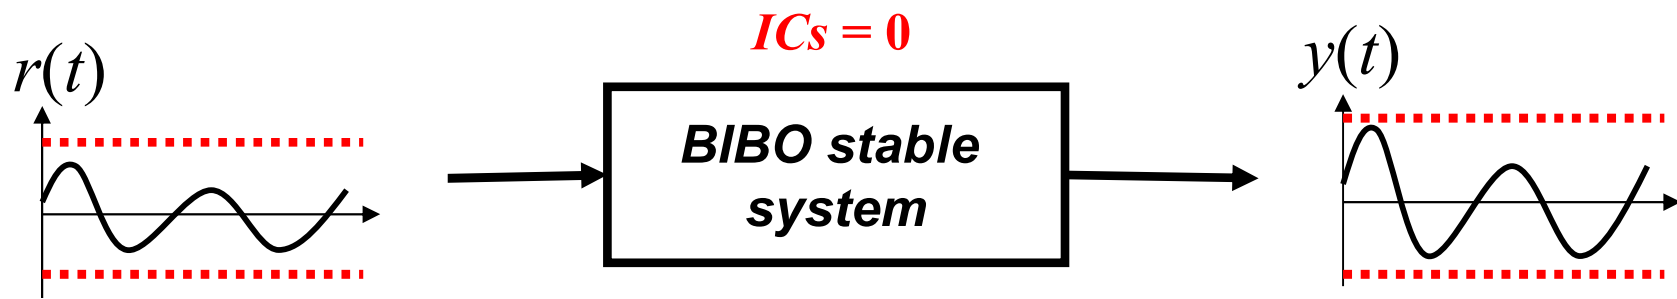 ICs = 0
r(t)
y(t)
BIBO stable
system